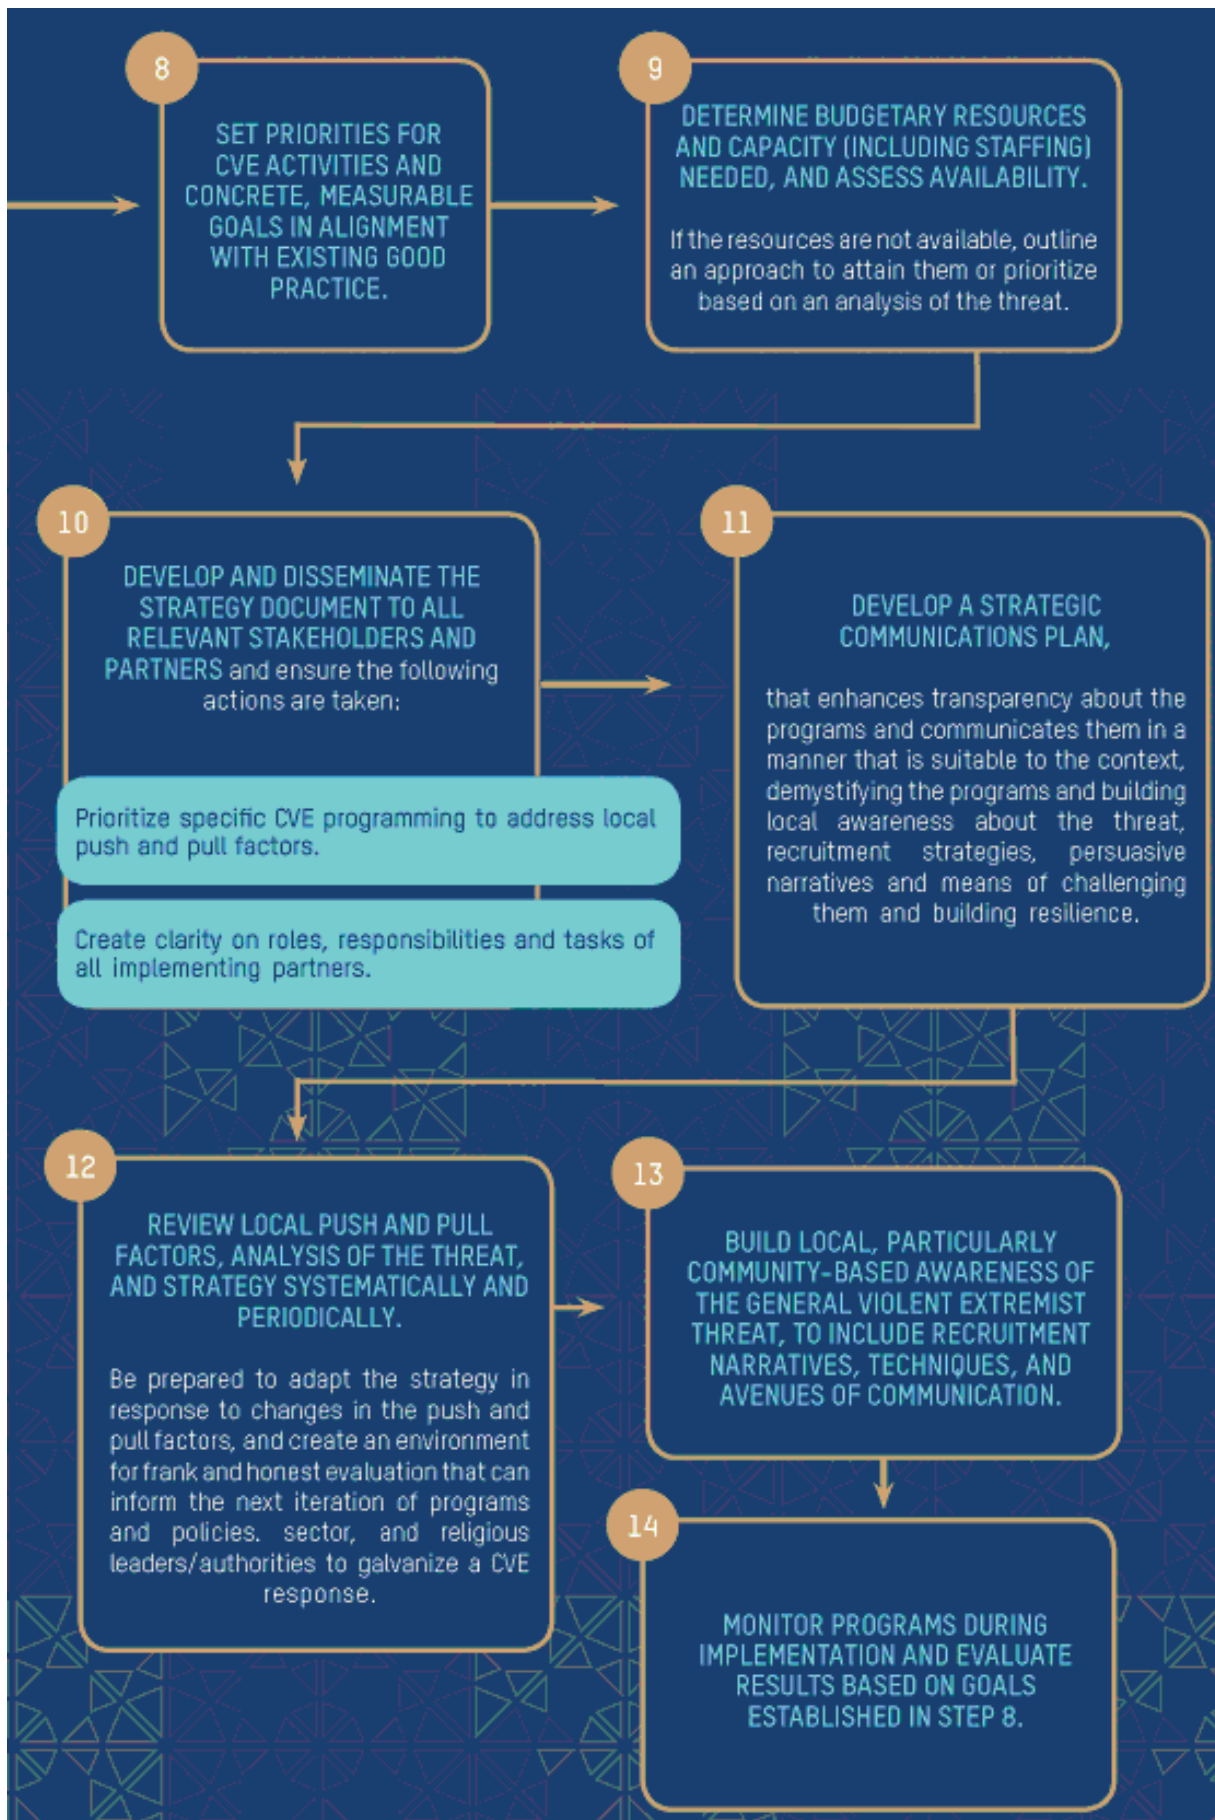 8
SET PRIORITIES FOR
CVE ACTIVITIES AND
CONCRETE, MEASURABLE
GOALS IN ALIGNMENT
WITH EXISTING GOOD
PRACTICE.
9
DETERMINE BUDGETARY RESOURCES
AND CAPACITY (INCLUDING STAFFING)
NEEDED, AND ASSESS AVAILABILITY.
If the resources are not available, outline
an approach to attain them or prioritize
based on an analysis of the threat.
10
DEVELOP AND DISSEMINATE THE
STRATEGY DOCUMENT TO ALL
RELEVANT STAKEHOLDERS AND
PARTNERS and ensure the following
actions are taken:
Prioritize specific CVE programming to address local
push and pull factors.
Create clarity on roles, responsibilities and tasks of
all implementing partners.
11
DEVELOP A STRATEGIC
COMMUNICATIONS PLAN,
that enhances transparency about the
programs and communicates them in a
manner that is suitable to the context,
demystifying the programs and building
local awareness about the threat,
recruitment strategies, persuasive
narratives and means of challenging
them and building resilience.
12
REVIEW LOCAL PUSH AND PULL
FACTORS, ANALYSIS OF THE THREAT,
AND STRATEGY SYSTEMATICALLY AND
PERIODICALLY.
Be prepared to adapt the strategy in
response to changes in the push and
pull factors, and create an environment
for frank and honest evaluation that can
inform the next iteration of programs
and policies. sector, and religious
leaders/authorities to galvanize a CVE
response.
13
BUILD LOCAL, PARTICULARLY
COMMUNITY-BASED AWARENESS OF
THE GENERAL VIOLENT EXTREMIST
THREAT, TO INCLUDE RECRUITMENT
NARRATIVES, TECHNIQUES, AND
AVENUES OF COMMUNICATION.
14
MONITOR PROGRAMS DURING
IMPLEMENTATION AND EVALUATE
RESULTS BASED ON GOALS
ESTABLISHED IN STEP 8.